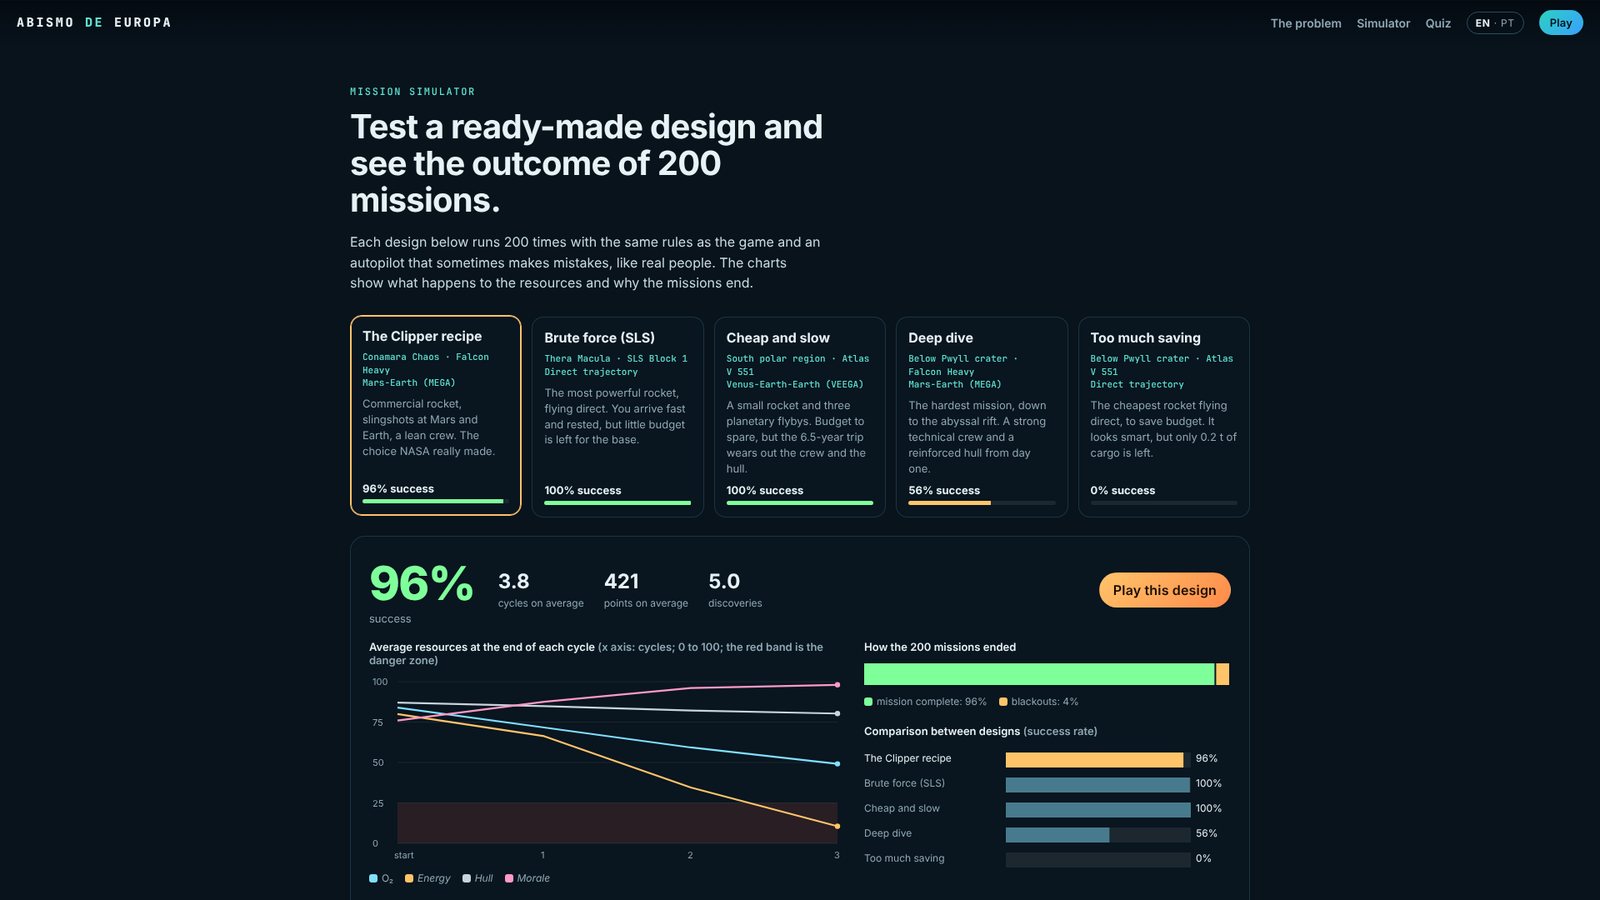 ABISMO DE EUROPA
The problem
Simulator
Quiz
EN · PT
Play
MISSION SIMULATOR
Test a ready-made design and
see the outcome of 200
missions.
Each design below runs 200 times with the same rules as the game and an
autopilot that sometimes makes mistakes, like real people. The charts
show what happens to the resources and why the missions end.
The Clipper recipe
Conamara Chaos · Falcon
Heavy
Mars-Earth (MEGA)
Commercial rocket,
slingshots at Mars and
Earth, a lean crew. The
choice NASA really made.
96% success
Brute force (SLS)
Thera Macula · SLS Block 1
Direct trajectory
The most powerful rocket,
flying direct. You arrive fast
and rested, but little budget
is left for the base.
100% success
Cheap and slow
South polar region · Atlas
V 551
Venus-Earth-Earth (VEEGA)
A small rocket and three
planetary flybys. Budget to
spare, but the 6.5-year trip
wears out the crew and the
hull.
100% success
Deep dive
Below Pwyll crater ·
Falcon Heavy
Mars-Earth (MEGA)
The hardest mission, down
to the abyssal rift. A strong
technical crew and a
reinforced hull from day
one.
56% success
Too much saving
Below Pwyll crater · Atlas
V 551
Direct trajectory
The cheapest rocket flying
direct, to save budget. It
looks smart, but only 0.2 t of
cargo is left.
0% success
96%
success
3.8
cycles on average
421
points on average
5.0
discoveries
Play this design
Average resources at the end of each cycle (x axis: cycles; 0 to 100; the red band is the
danger zone)
100
75
50
25
0
start
1
2
3
O₂
Energy
Hull
Morale
How the 200 missions ended
mission complete: 96%
blackouts: 4%
Comparison between designs (success rate)
The Clipper recipe 96%
Brute force (SLS) 100%
Cheap and slow 100%
Deep dive 56%
Too much saving 0%